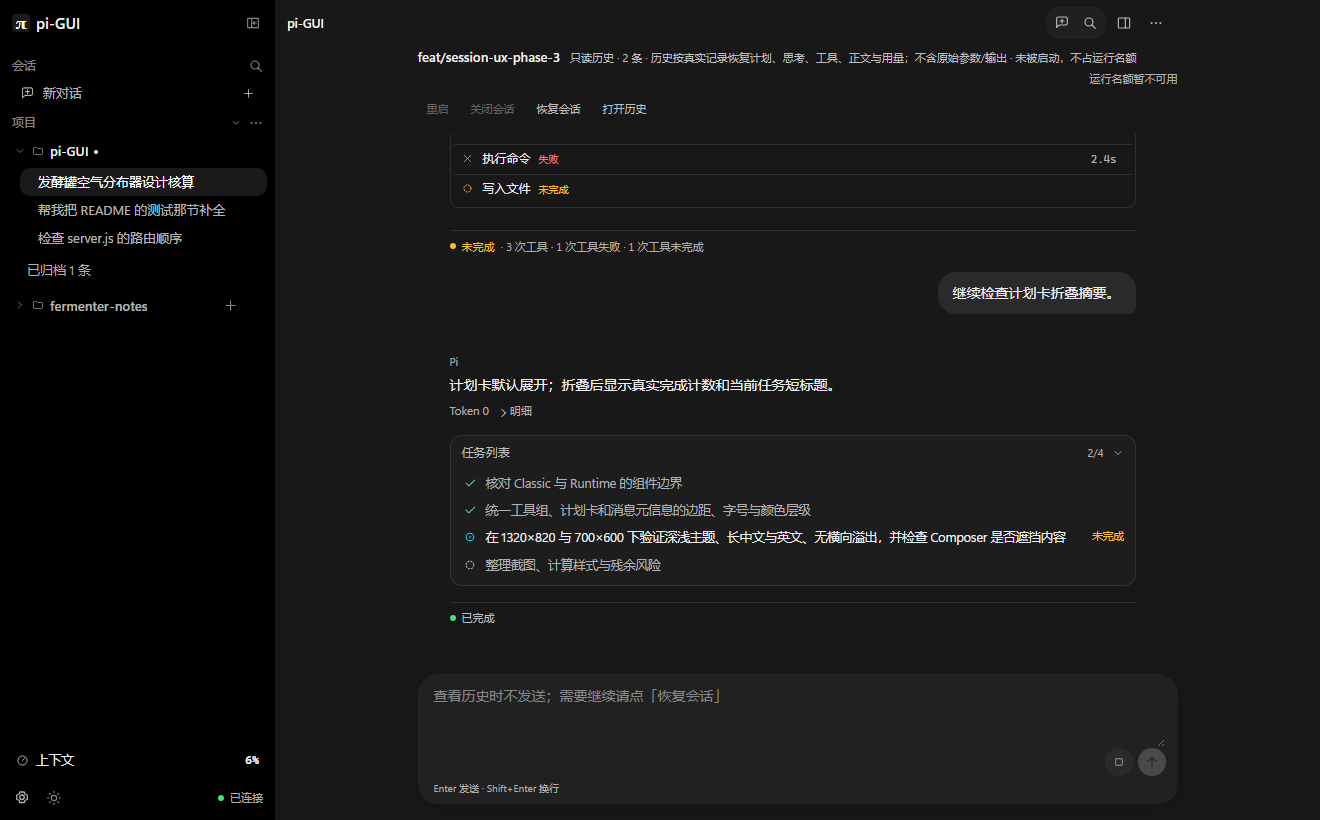 π pi-GUI
会话
新对话
项目
pi-GUI
发酵罐空气分布器设计核算
帮我把 README 的测试那节补全
检查 server.js 的路由顺序
已归档 1 条
fermenter-notes
上下文 6%
已连接
pi-GUI
feat/session-ux-phase-3 只读历史 · 2 条 · 历史按真实记录恢复计划、思考、工具、正文与用量；不含原始参数/输出 · 未被启动，不占运行名额
运行名额暂不可用
重启 关闭会话 恢复会话 打开历史
执行命令 失败 2.4s
写入文件 未完成
未完成 · 3 次工具 · 1 次工具失败 · 1 次工具未完成
继续检查计划卡折叠摘要。
Pi
计划卡默认展开；折叠后显示真实完成计数和当前任务短标题。
Token 0 明细
任务列表 2/4
核对 Classic 与 Runtime 的组件边界
统一工具组、计划卡和消息元信息的边距、字号与颜色层级
在 1320×820 与 700×600 下验证深浅主题、长中文与英文、无横向溢出，并检查 Composer 是否遮挡内容 未完成
整理截图、计算样式与残余风险
已完成
查看历史时不发送；需要继续请点「恢复会话」
Enter 发送 · Shift+Enter 换行